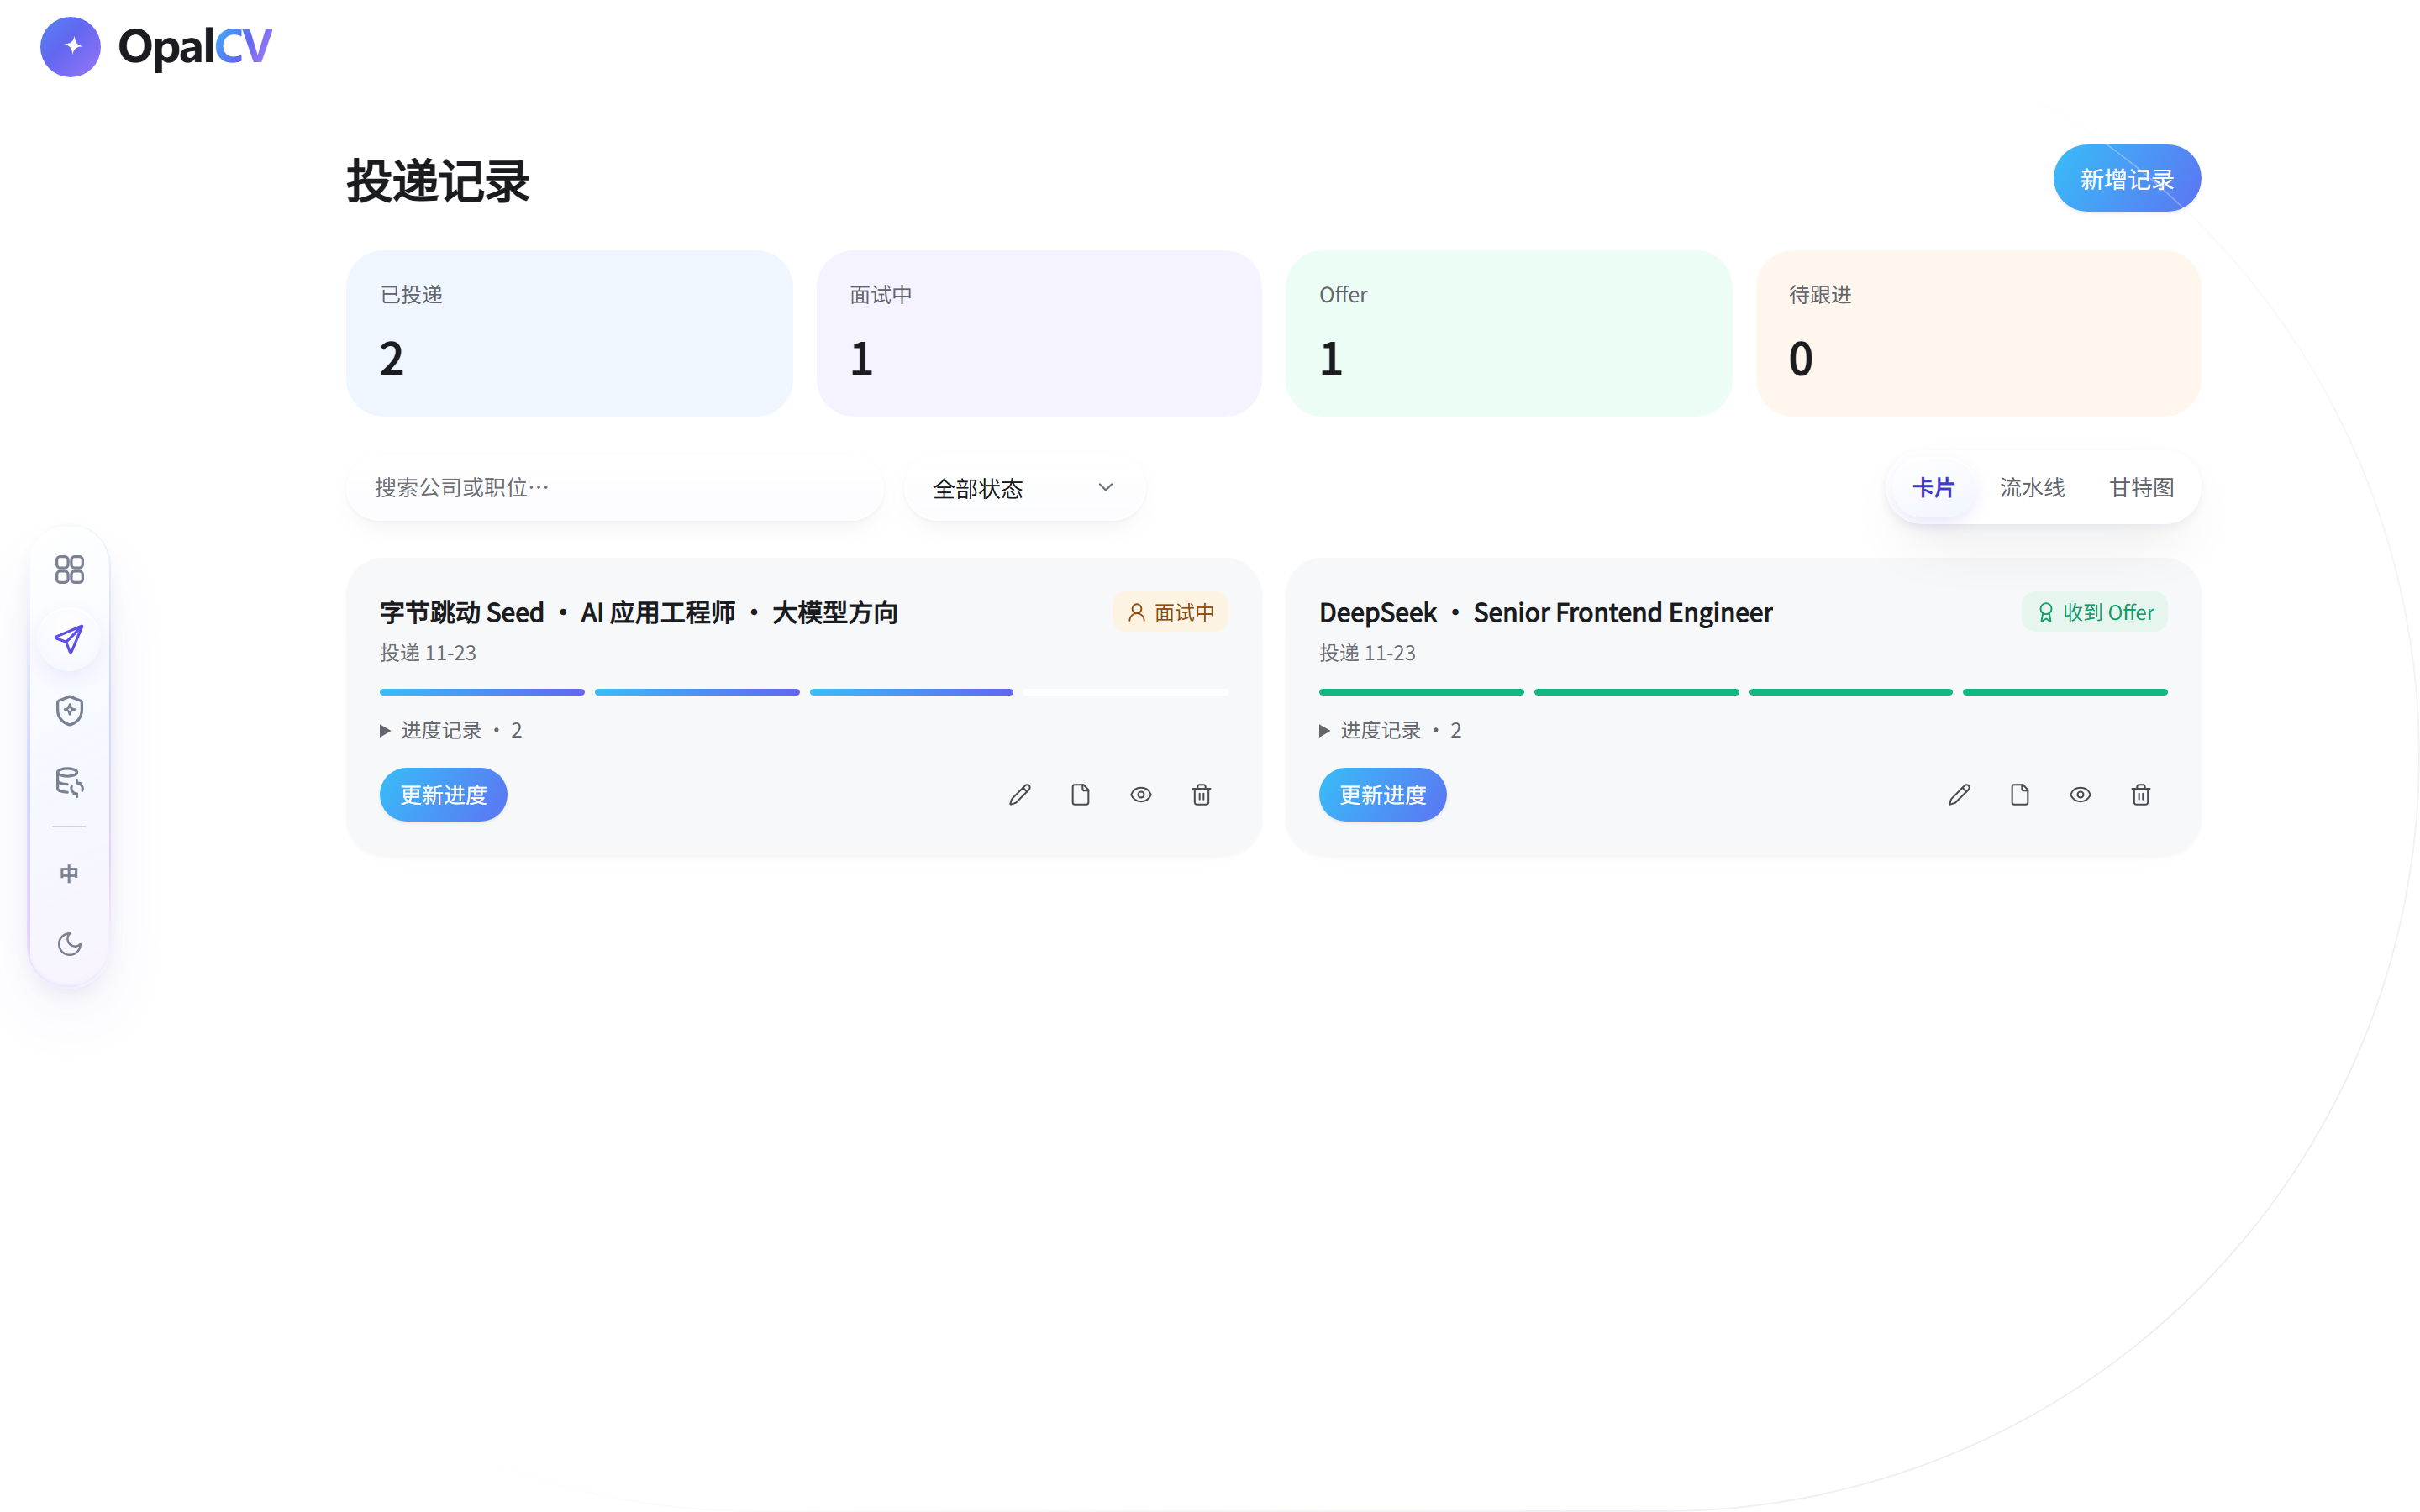 OpalCV
投递记录
新增记录
已投递
2
面试中
1
Offer
1
待跟进
0
搜索公司或职位…
全部状态
卡片
流水线
甘特图
字节跳动 Seed · AI 应用工程师 · 大模型方向
面试中
投递 11-23
进度记录 · 2
更新进度
DeepSeek · Senior Frontend Engineer
收到 Offer
投递 11-23
进度记录 · 2
更新进度
中